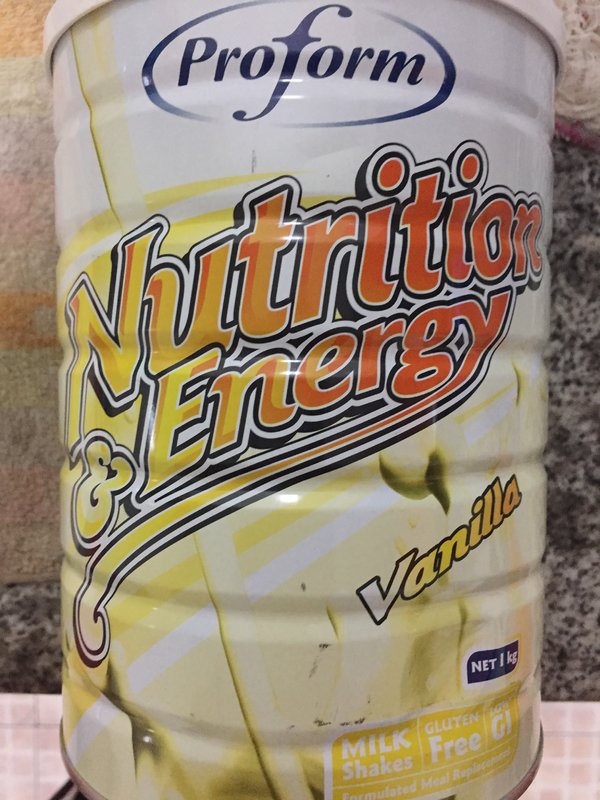 Proform
Nutrition
& Energy
Vanilla
NET 1 kg
MILK
Shakes
GLUTEN
Free
GI
Formulated Meal Replacement